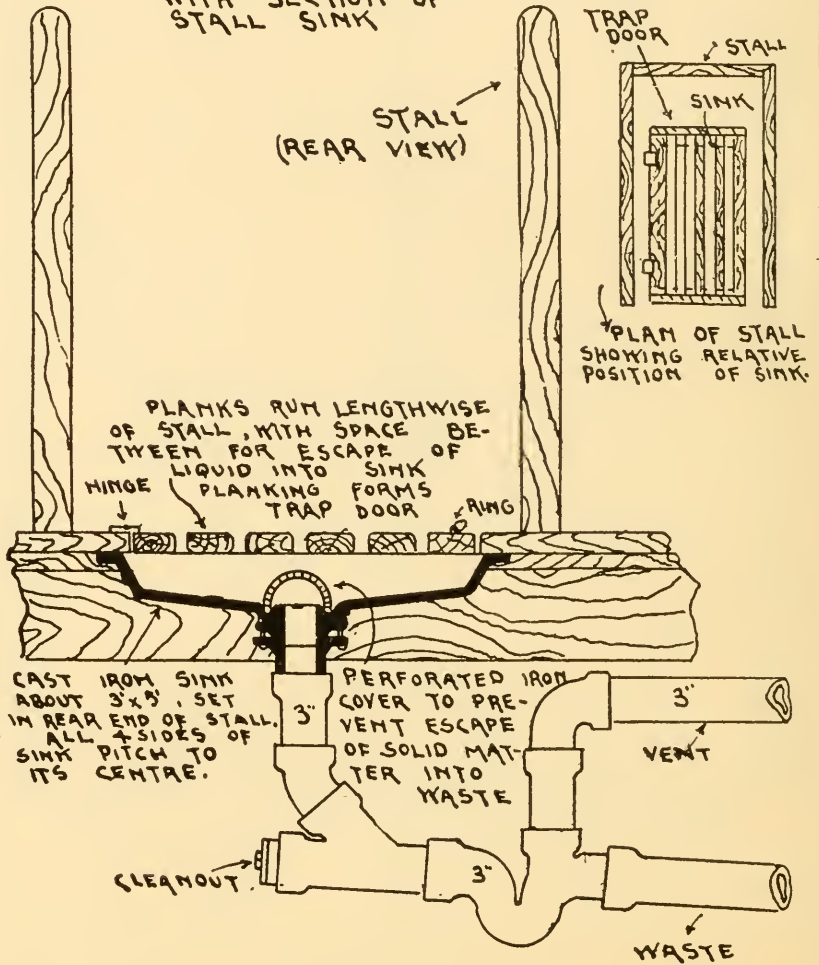 WITH SECTION OF
STALL SINK
TRAP
DOOR
STALL
SINK
STALL
(REAR VIEW)
PLAN OF STALL
SHOWING RELATIVE
POSITION OF SINK.
PLANKS RUN LENGTHWISE
OF STALL, WITH SPACE BE-
TWEEN FOR ESCAPE OF
LIQUID INTO SINK
HINGE
PLANKING FORMS
TRAP DOOR
RING
CAST IRON SINK
ABOUT 3'x5', SET
IN REAR END OF STALL.
ALL 4 SIDES OF
SINK PITCH TO
ITS CENTRE.
3"
PERFORATED IRON
COVER TO PRE-
VENT ESCAPE
OF SOLID MAT-
TER INTO
WASTE
3"
VENT
CLEANOUT
3"
WASTE